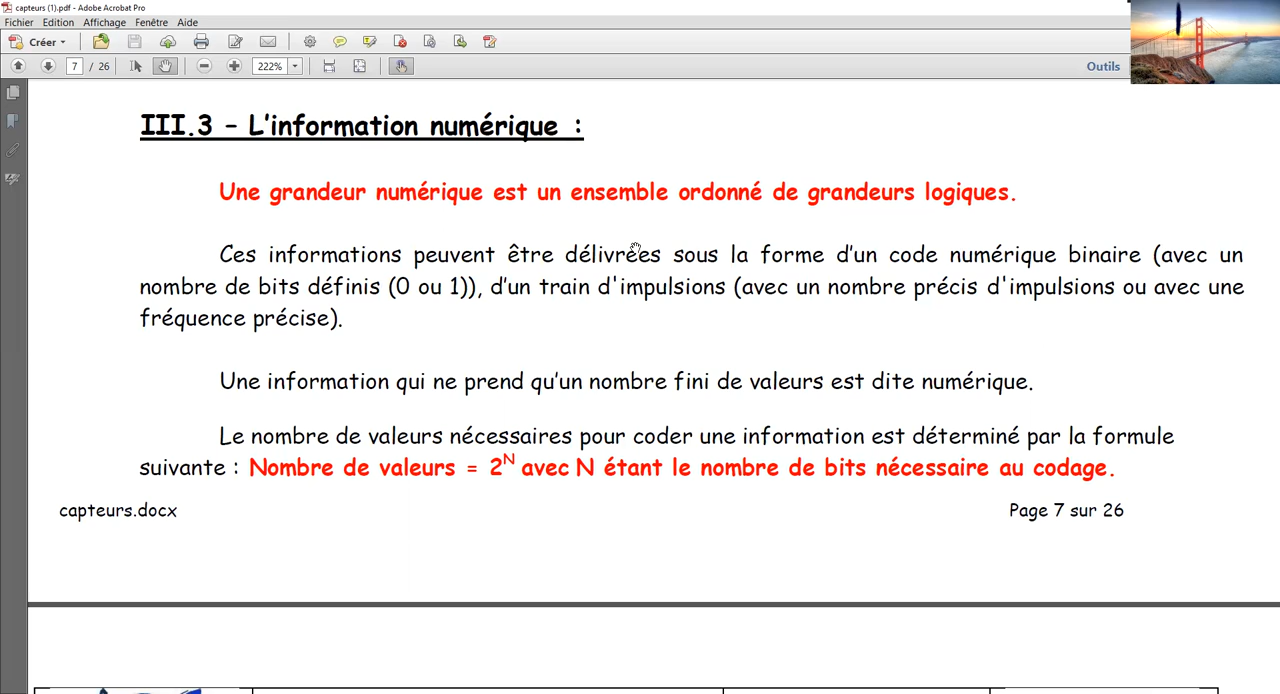 capteurs (1).pdf - Adobe Acrobat Pro
Fichier Edition Affichage Fenêtre Aide
Créer
7 / 26 222% Outils
III.3 – L'information numérique :
Une grandeur numérique est un ensemble ordonné de grandeurs logiques.
Ces informations peuvent être délivrées sous la forme d'un code numérique binaire (avec un
nombre de bits définis (0 ou 1)), d'un train d'impulsions (avec un nombre précis d'impulsions ou avec une
fréquence précise).
Une information qui ne prend qu'un nombre fini de valeurs est dite numérique.
Le nombre de valeurs nécessaires pour coder une information est déterminé par la formule
suivante : Nombre de valeurs = 2^N avec N étant le nombre de bits nécessaire au codage.
capteurs.docx Page 7 sur 26